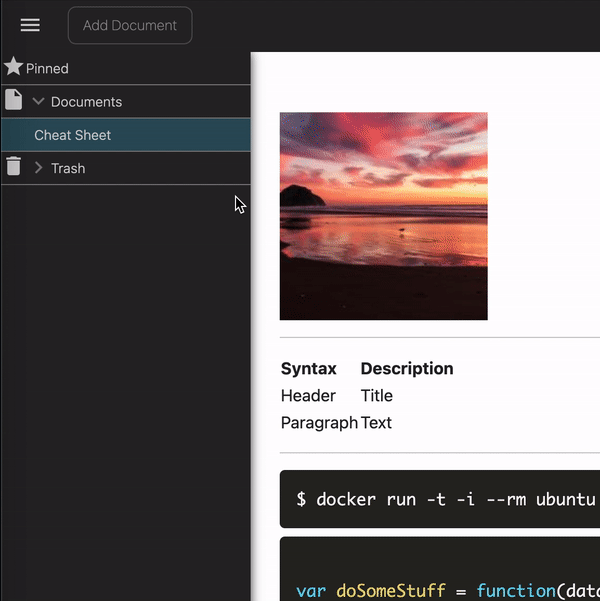 Add Document
Pinned
Documents
Cheat Sheet
Trash
Syntax Description
Header Title
Paragraph Text
$ docker run -t -i --rm ubuntu
var doSomeStuff = function(data